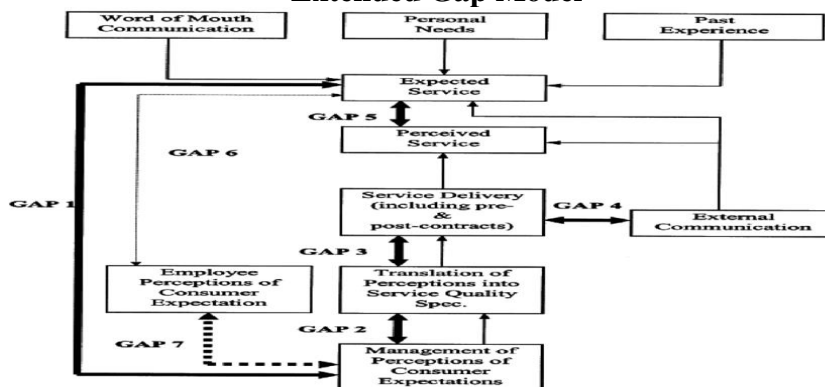 Extended Gap Model
Word of Mouth
Communication
Personal
Needs
Past
Experience
Expected
Service
GAP 5
Perceived
Service
GAP 6
GAP 1
Service Delivery
(including pre-
&
post-contracts)
GAP 4
External
Communication
GAP 3
Employee
Perceptions of
Consumer
Expectation
Translation of
Perceptions into
Service Quality
Spec.
GAP 2
GAP 7
Management of
Perceptions of
Consumer
Expectations